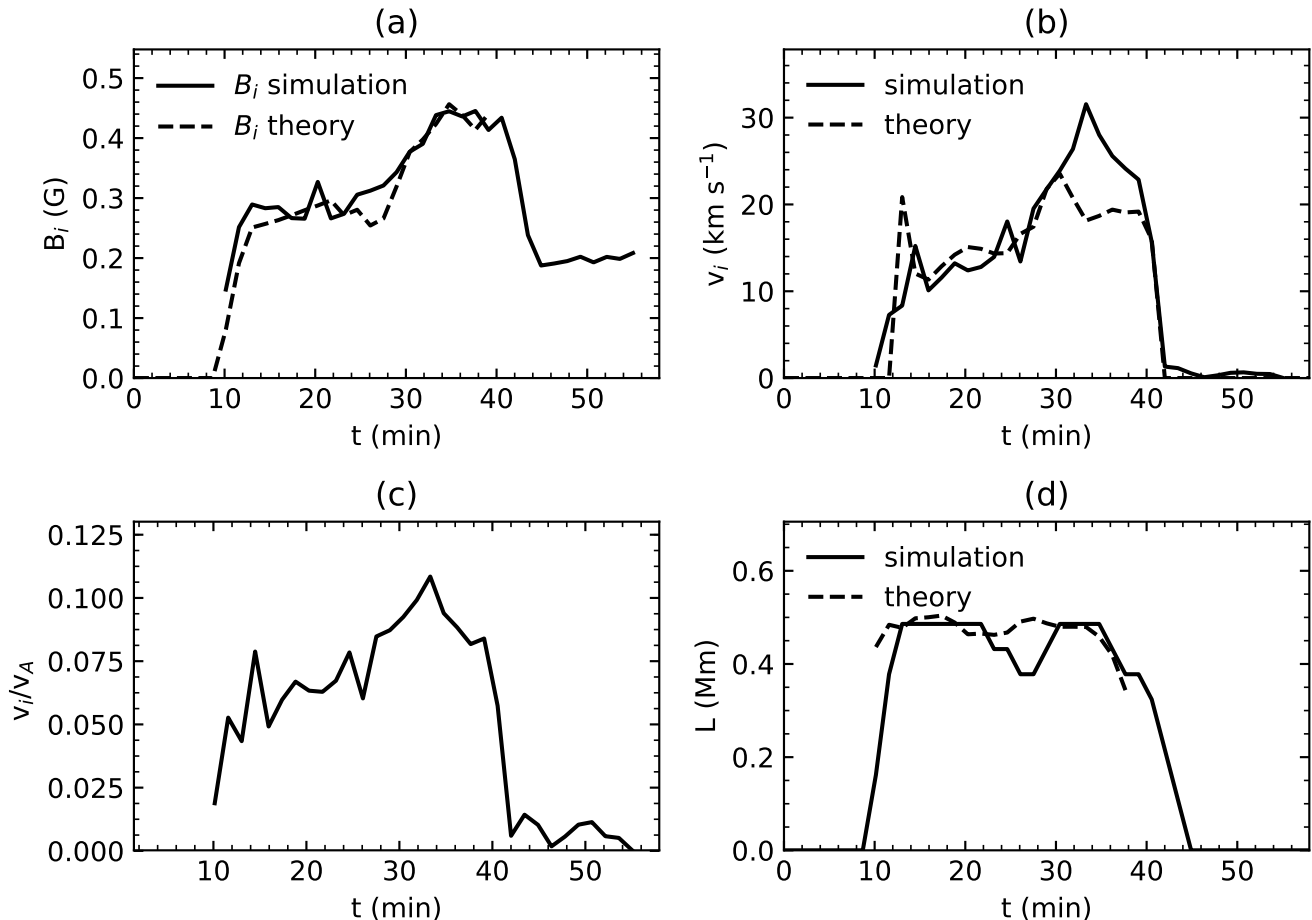 (a)
0.5
0.4
0.3
0.2
0.1
0.0
B_i (G)
B_i simulation
B_i theory
0 10 20 30 40 50
t (min)
(b)
30
20
10
0
v_i (km s⁻¹)
simulation
theory
0 10 20 30 40 50
t (min)
(c)
0.125
0.100
0.075
0.050
0.025
0.000
v_i/v_A
10 20 30 40 50
t (min)
(d)
0.6
0.4
0.2
0.0
L (Mm)
simulation
theory
0 10 20 30 40 50
t (min)